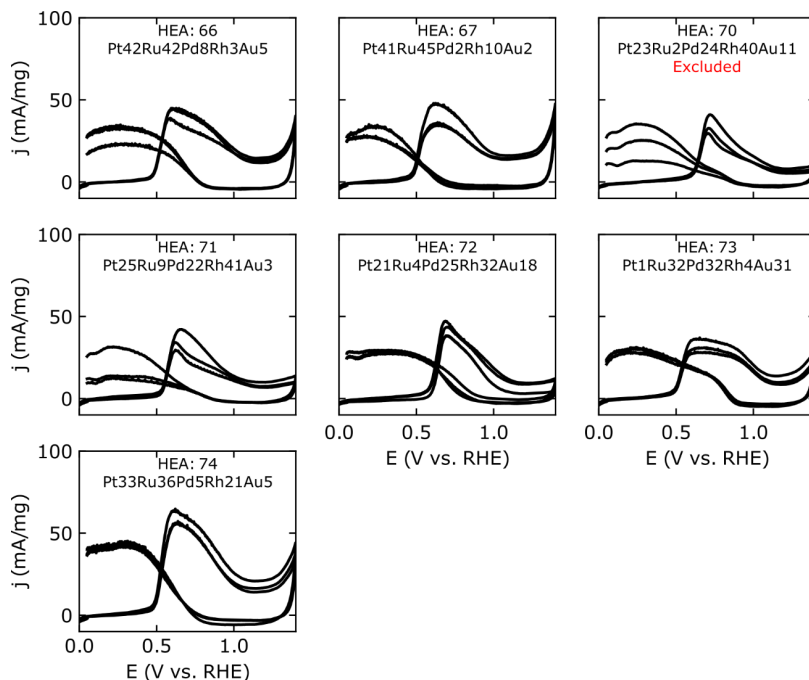 HEA: 66
Pt42Ru42Pd8Rh3Au5
HEA: 67
Pt41Ru45Pd2Rh10Au2
HEA: 70
Pt23Ru2Pd24Rh40Au11
Excluded
100
50
0
j (mA/mg)
HEA: 71
Pt25Ru9Pd22Rh41Au3
HEA: 72
Pt21Ru4Pd25Rh32Au18
HEA: 73
Pt1Ru32Pd32Rh4Au31
100
50
0
j (mA/mg)
0.0 0.5 1.0
E (V vs. RHE)
0.0 0.5 1.0
E (V vs. RHE)
HEA: 74
Pt33Ru36Pd5Rh21Au5
100
50
0
j (mA/mg)
0.0 0.5 1.0
E (V vs. RHE)